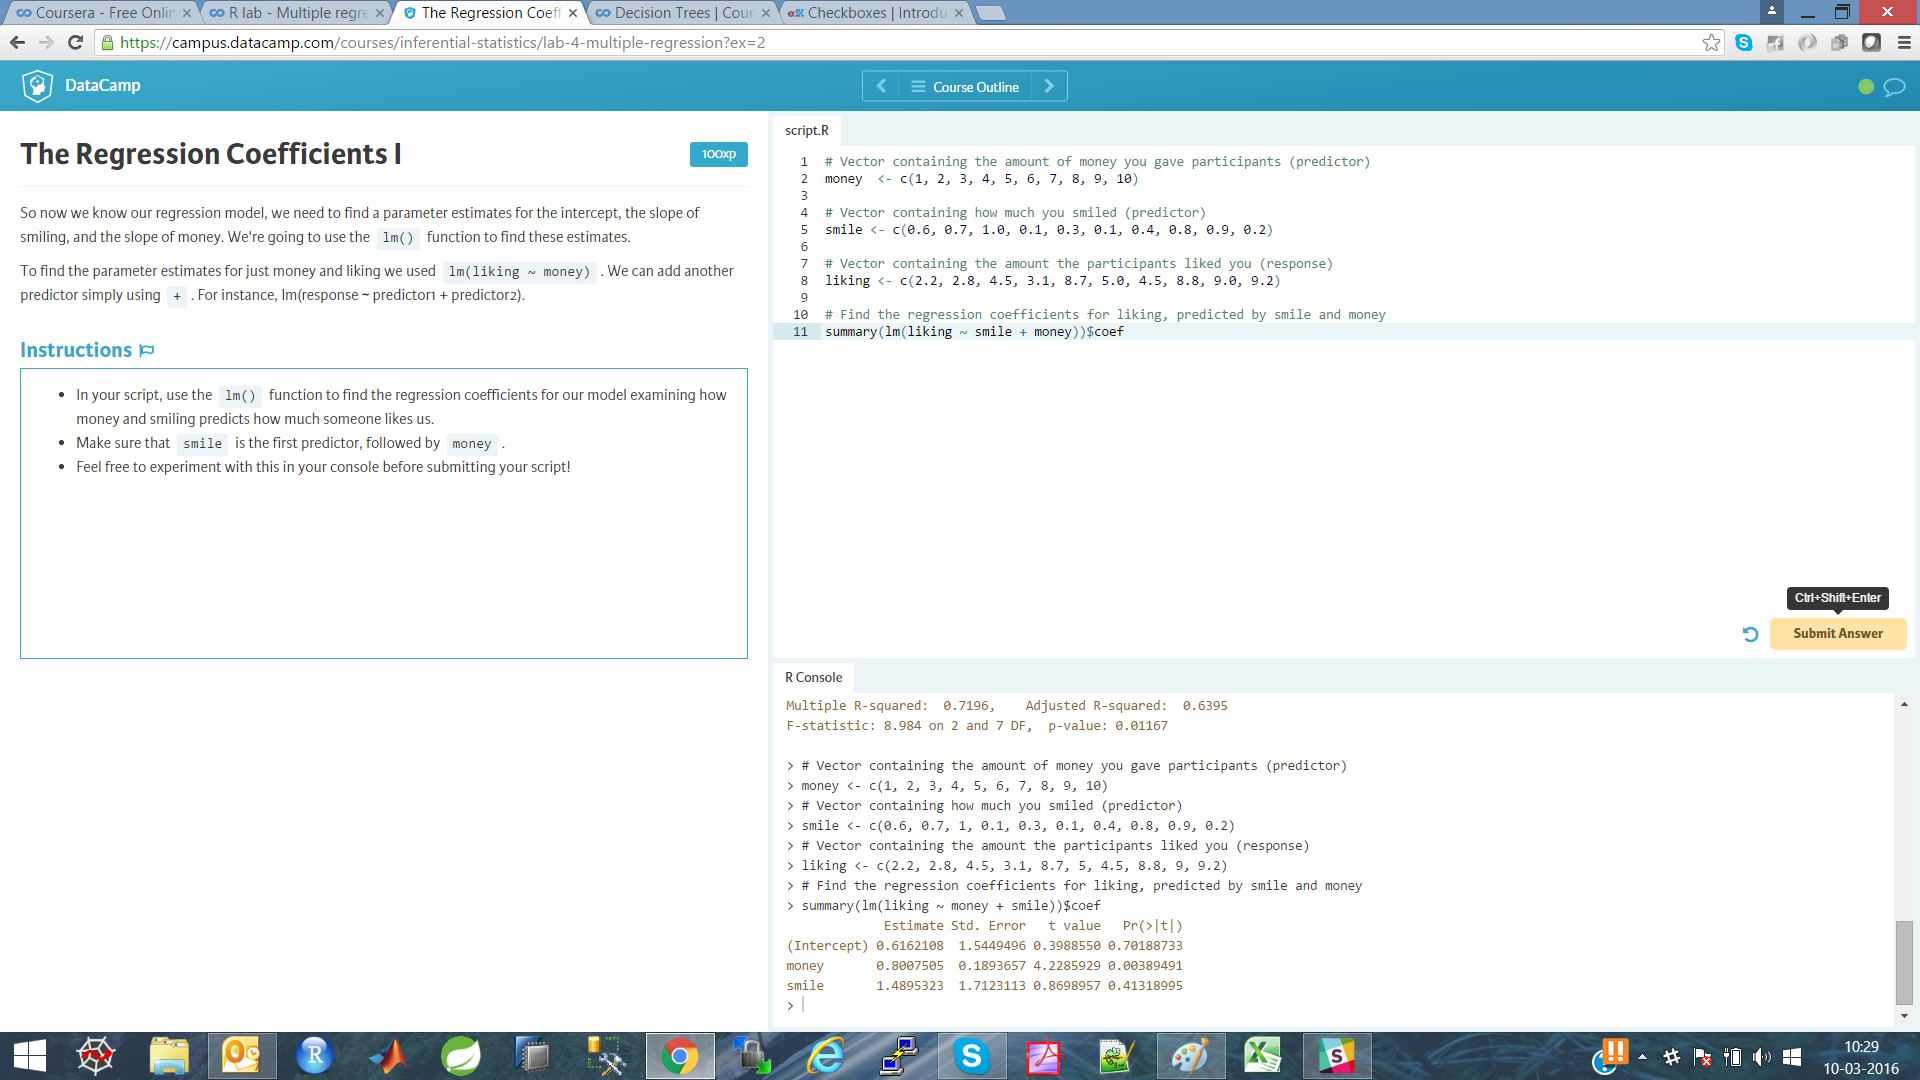 Coursera - Free Onlin
R lab - Multiple regre
The Regression Coeff
Decision Trees | Cour
edX Checkboxes | Introdu
https://campus.datacamp.com/courses/inferential-statistics/lab-4-multiple-regression?ex=2
DataCamp
Course Outline
The Regression Coefficients I
100xp
So now we know our regression model, we need to find a parameter estimates for the intercept, the slope of
smiling, and the slope of money. We're going to use the lm() function to find these estimates.
To find the parameter estimates for just money and liking we used lm(liking ~ money) . We can add another
predictor simply using + . For instance, lm(response ~ predictor1 + predictor2).
Instructions
• In your script, use the lm() function to find the regression coefficients for our model examining how
money and smiling predicts how much someone likes us.
• Make sure that smile is the first predictor, followed by money .
• Feel free to experiment with this in your console before submitting your script!
script.R
1 # Vector containing the amount of money you gave participants (predictor)
2 money  <- c(1, 2, 3, 4, 5, 6, 7, 8, 9, 10)
3
4 # Vector containing how much you smiled (predictor)
5 smile <- c(0.6, 0.7, 1.0, 0.1, 0.3, 0.1, 0.4, 0.8, 0.9, 0.2)
6
7 # Vector containing the amount the participants liked you (response)
8 liking <- c(2.2, 2.8, 4.5, 3.1, 8.7, 5.0, 4.5, 8.8, 9.0, 9.2)
9
10 # Find the regression coefficients for liking, predicted by smile and money
11 summary(lm(liking ~ smile + money))$coef
Ctrl+Shift+Enter
Submit Answer
R Console
Multiple R-squared:  0.7196,    Adjusted R-squared:  0.6395
F-statistic: 8.984 on 2 and 7 DF,  p-value: 0.01167
> # Vector containing the amount of money you gave participants (predictor)
> money <- c(1, 2, 3, 4, 5, 6, 7, 8, 9, 10)
> # Vector containing how much you smiled (predictor)
> smile <- c(0.6, 0.7, 1, 0.1, 0.3, 0.1, 0.4, 0.8, 0.9, 0.2)
> # Vector containing the amount the participants liked you (response)
> liking <- c(2.2, 2.8, 4.5, 3.1, 8.7, 5, 4.5, 8.8, 9, 9.2)
> # Find the regression coefficients for liking, predicted by smile and money
> summary(lm(liking ~ money + smile))$coef
Estimate Std. Error   t value   Pr(>|t|)
(Intercept) 0.6162108  1.5449496 0.3988550 0.70188733
money       0.8007505  0.1893657 4.2285929 0.00389491
smile       1.4895323  1.7123113 0.8698957 0.41318995
>
10:29
10-03-2016